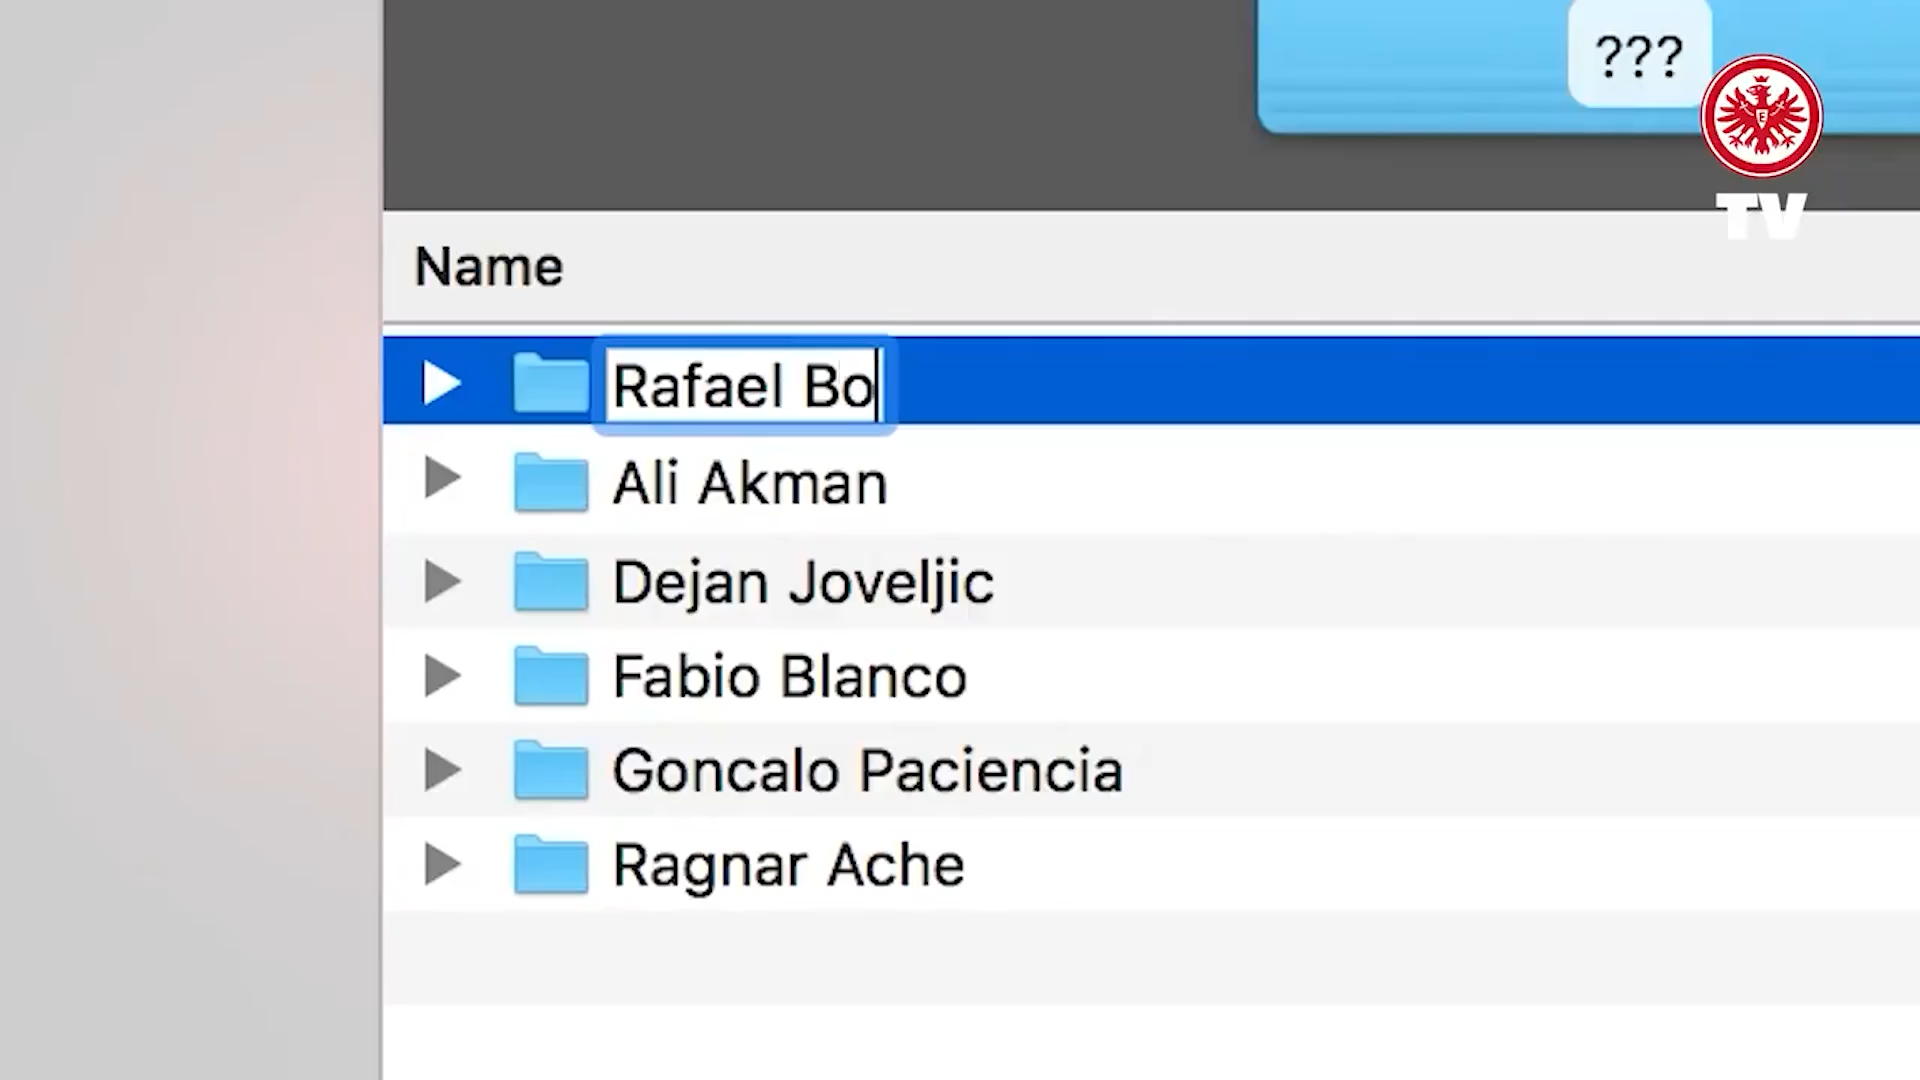 ???
E
TV
Name
Rafael Bo
Ali Akman
Dejan Joveljic
Fabio Blanco
Goncalo Paciencia
Ragnar Ache